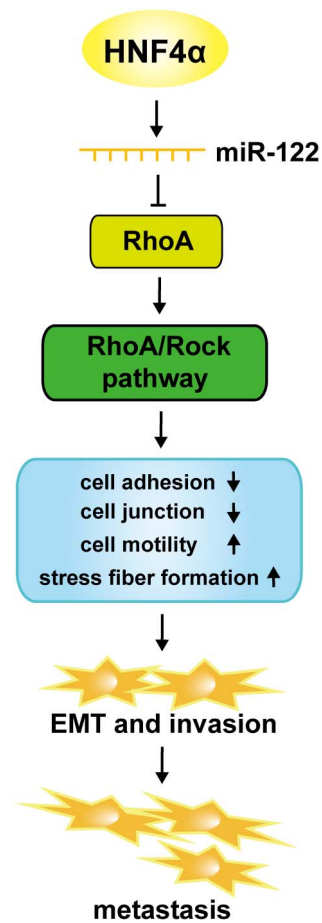 HNF4α
miR-122
RhoA
RhoA/Rock
pathway
cell adhesion ↓
cell junction ↓
cell motility ↑
stress fiber formation ↑
EMT and invasion
metastasis